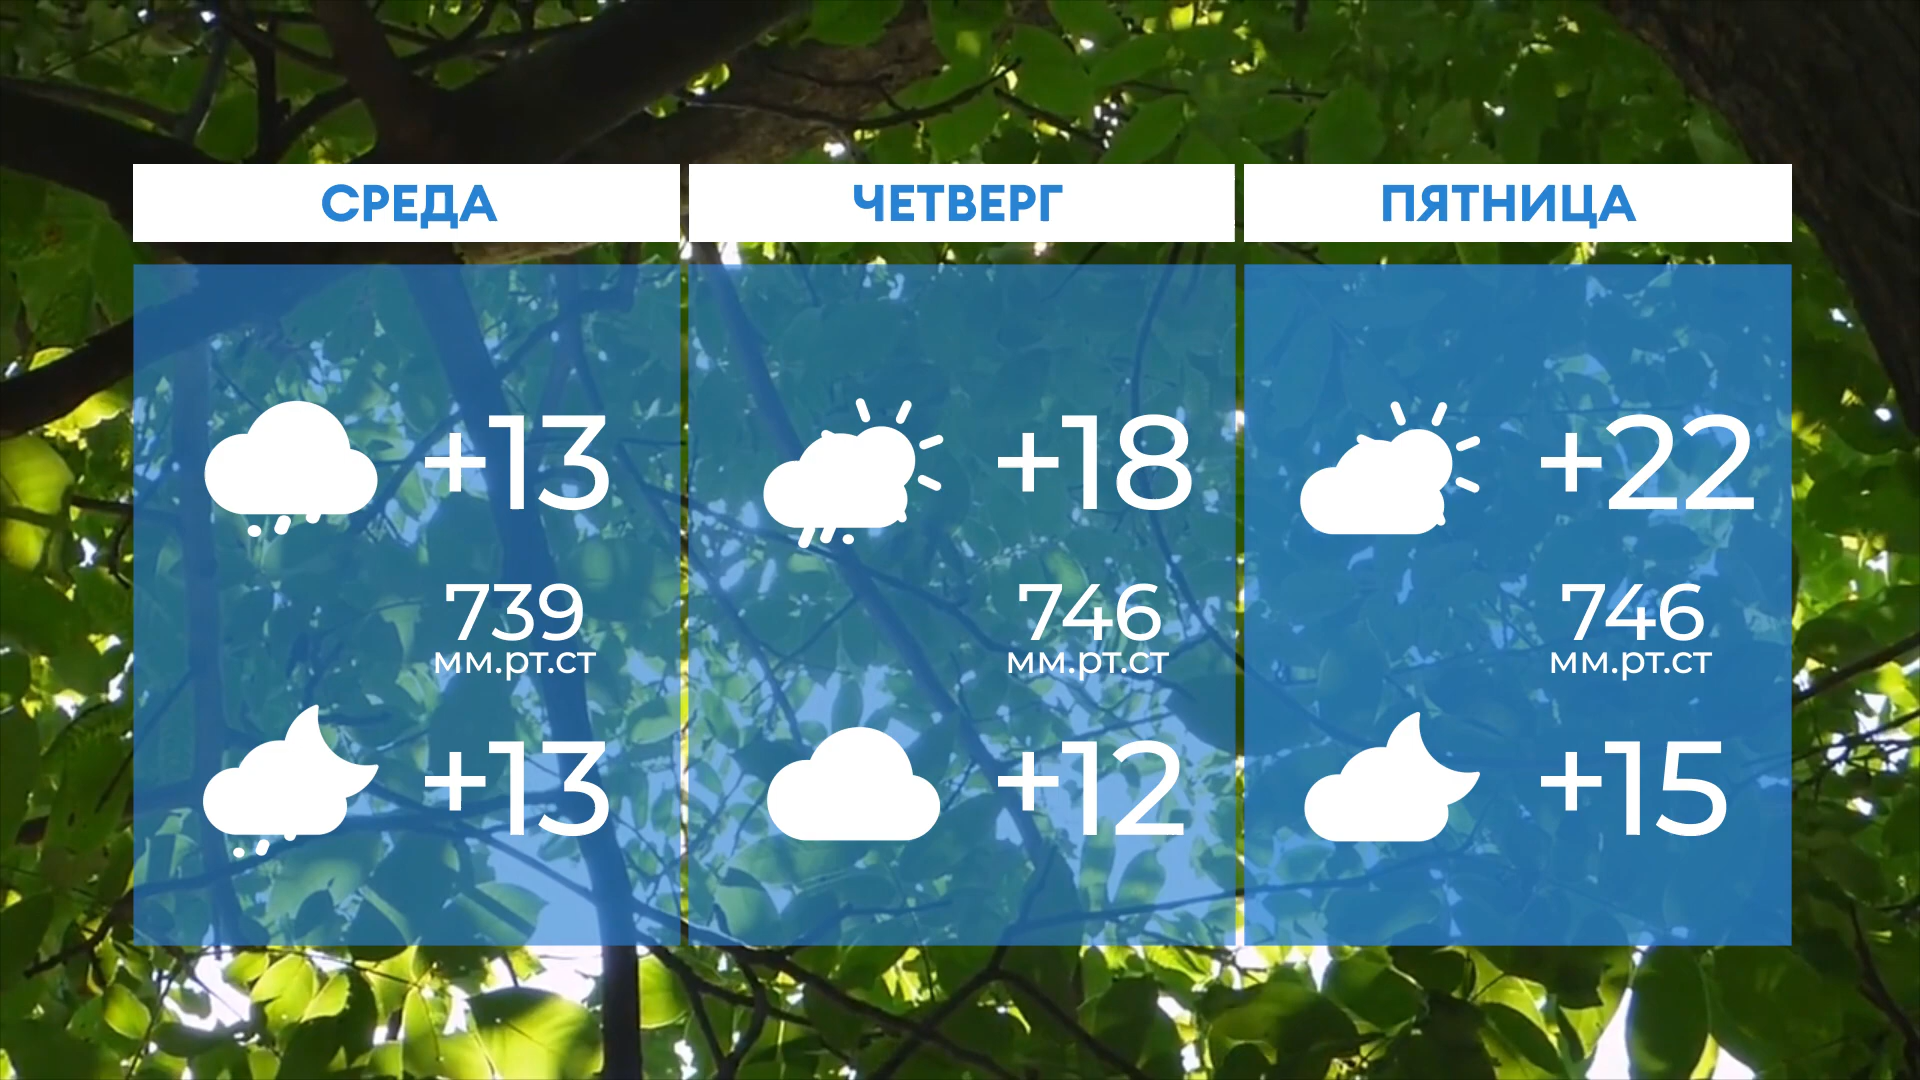 СРЕДА
+13
739
мм.рт.ст
+13
ЧЕТВЕРГ
+18
746
мм.рт.ст
+12
ПЯТНИЦА
+22
746
мм.рт.ст
+15